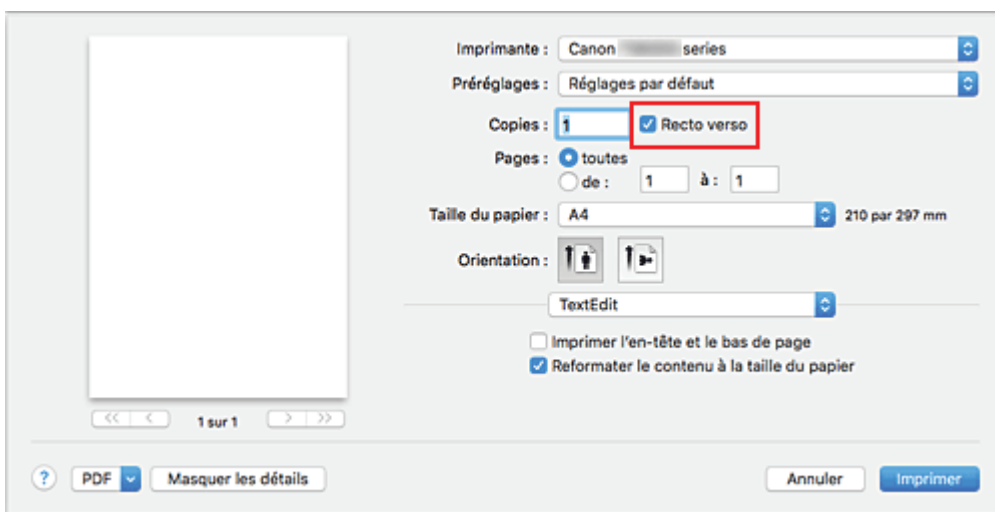 Imprimante : Canon series
Préréglages : Réglages par défaut
Copies : 1 Recto verso
Pages : toutes
de : 1 à : 1
Taille du papier : A4 210 par 297 mm
Orientation :
TextEdit
Imprimer l'en-tête et le bas de page
Reformater le contenu à la taille du papier
<< < 1 sur 1 > >>
? PDF Masquer les détails Annuler Imprimer